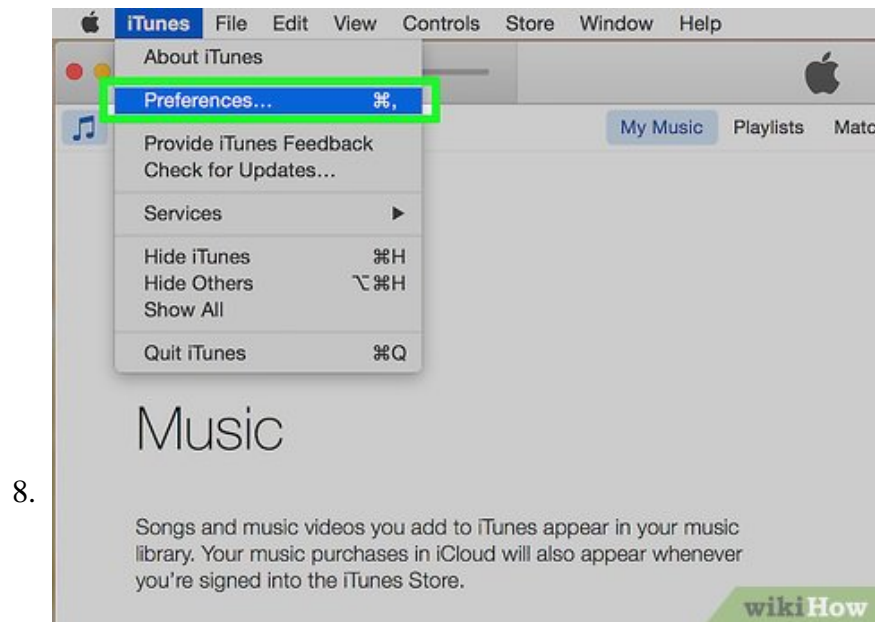 iTunes File Edit View Controls Store Window Help
About iTunes
Preferences... ⌘,
My Music Playlists Matc
Provide iTunes Feedback
Check for Updates...
Services ▶
Hide iTunes ⌘H
Hide Others ⌥⌘H
Show All
Quit iTunes ⌘Q
Music
8.
Songs and music videos you add to iTunes appear in your music
library. Your music purchases in iCloud will also appear whenever
you're signed into the iTunes Store.
wikiHow